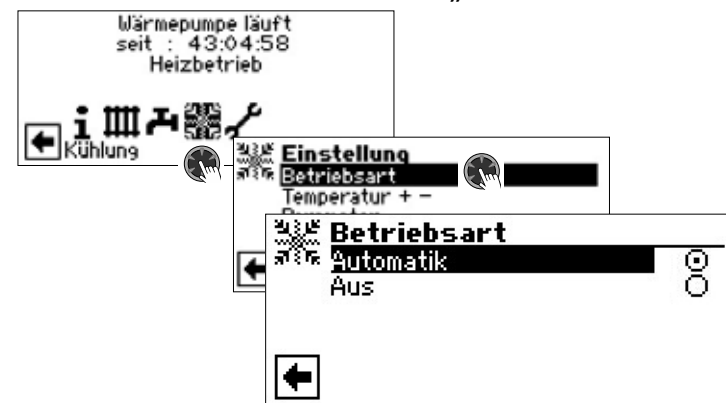 Wärmepumpe läuft
seit : 43:04:58
Heizbetrieb
Kühlung
Einstellung
Betriebsart
Temperatur + -
Betriebsart
Automatik
Aus